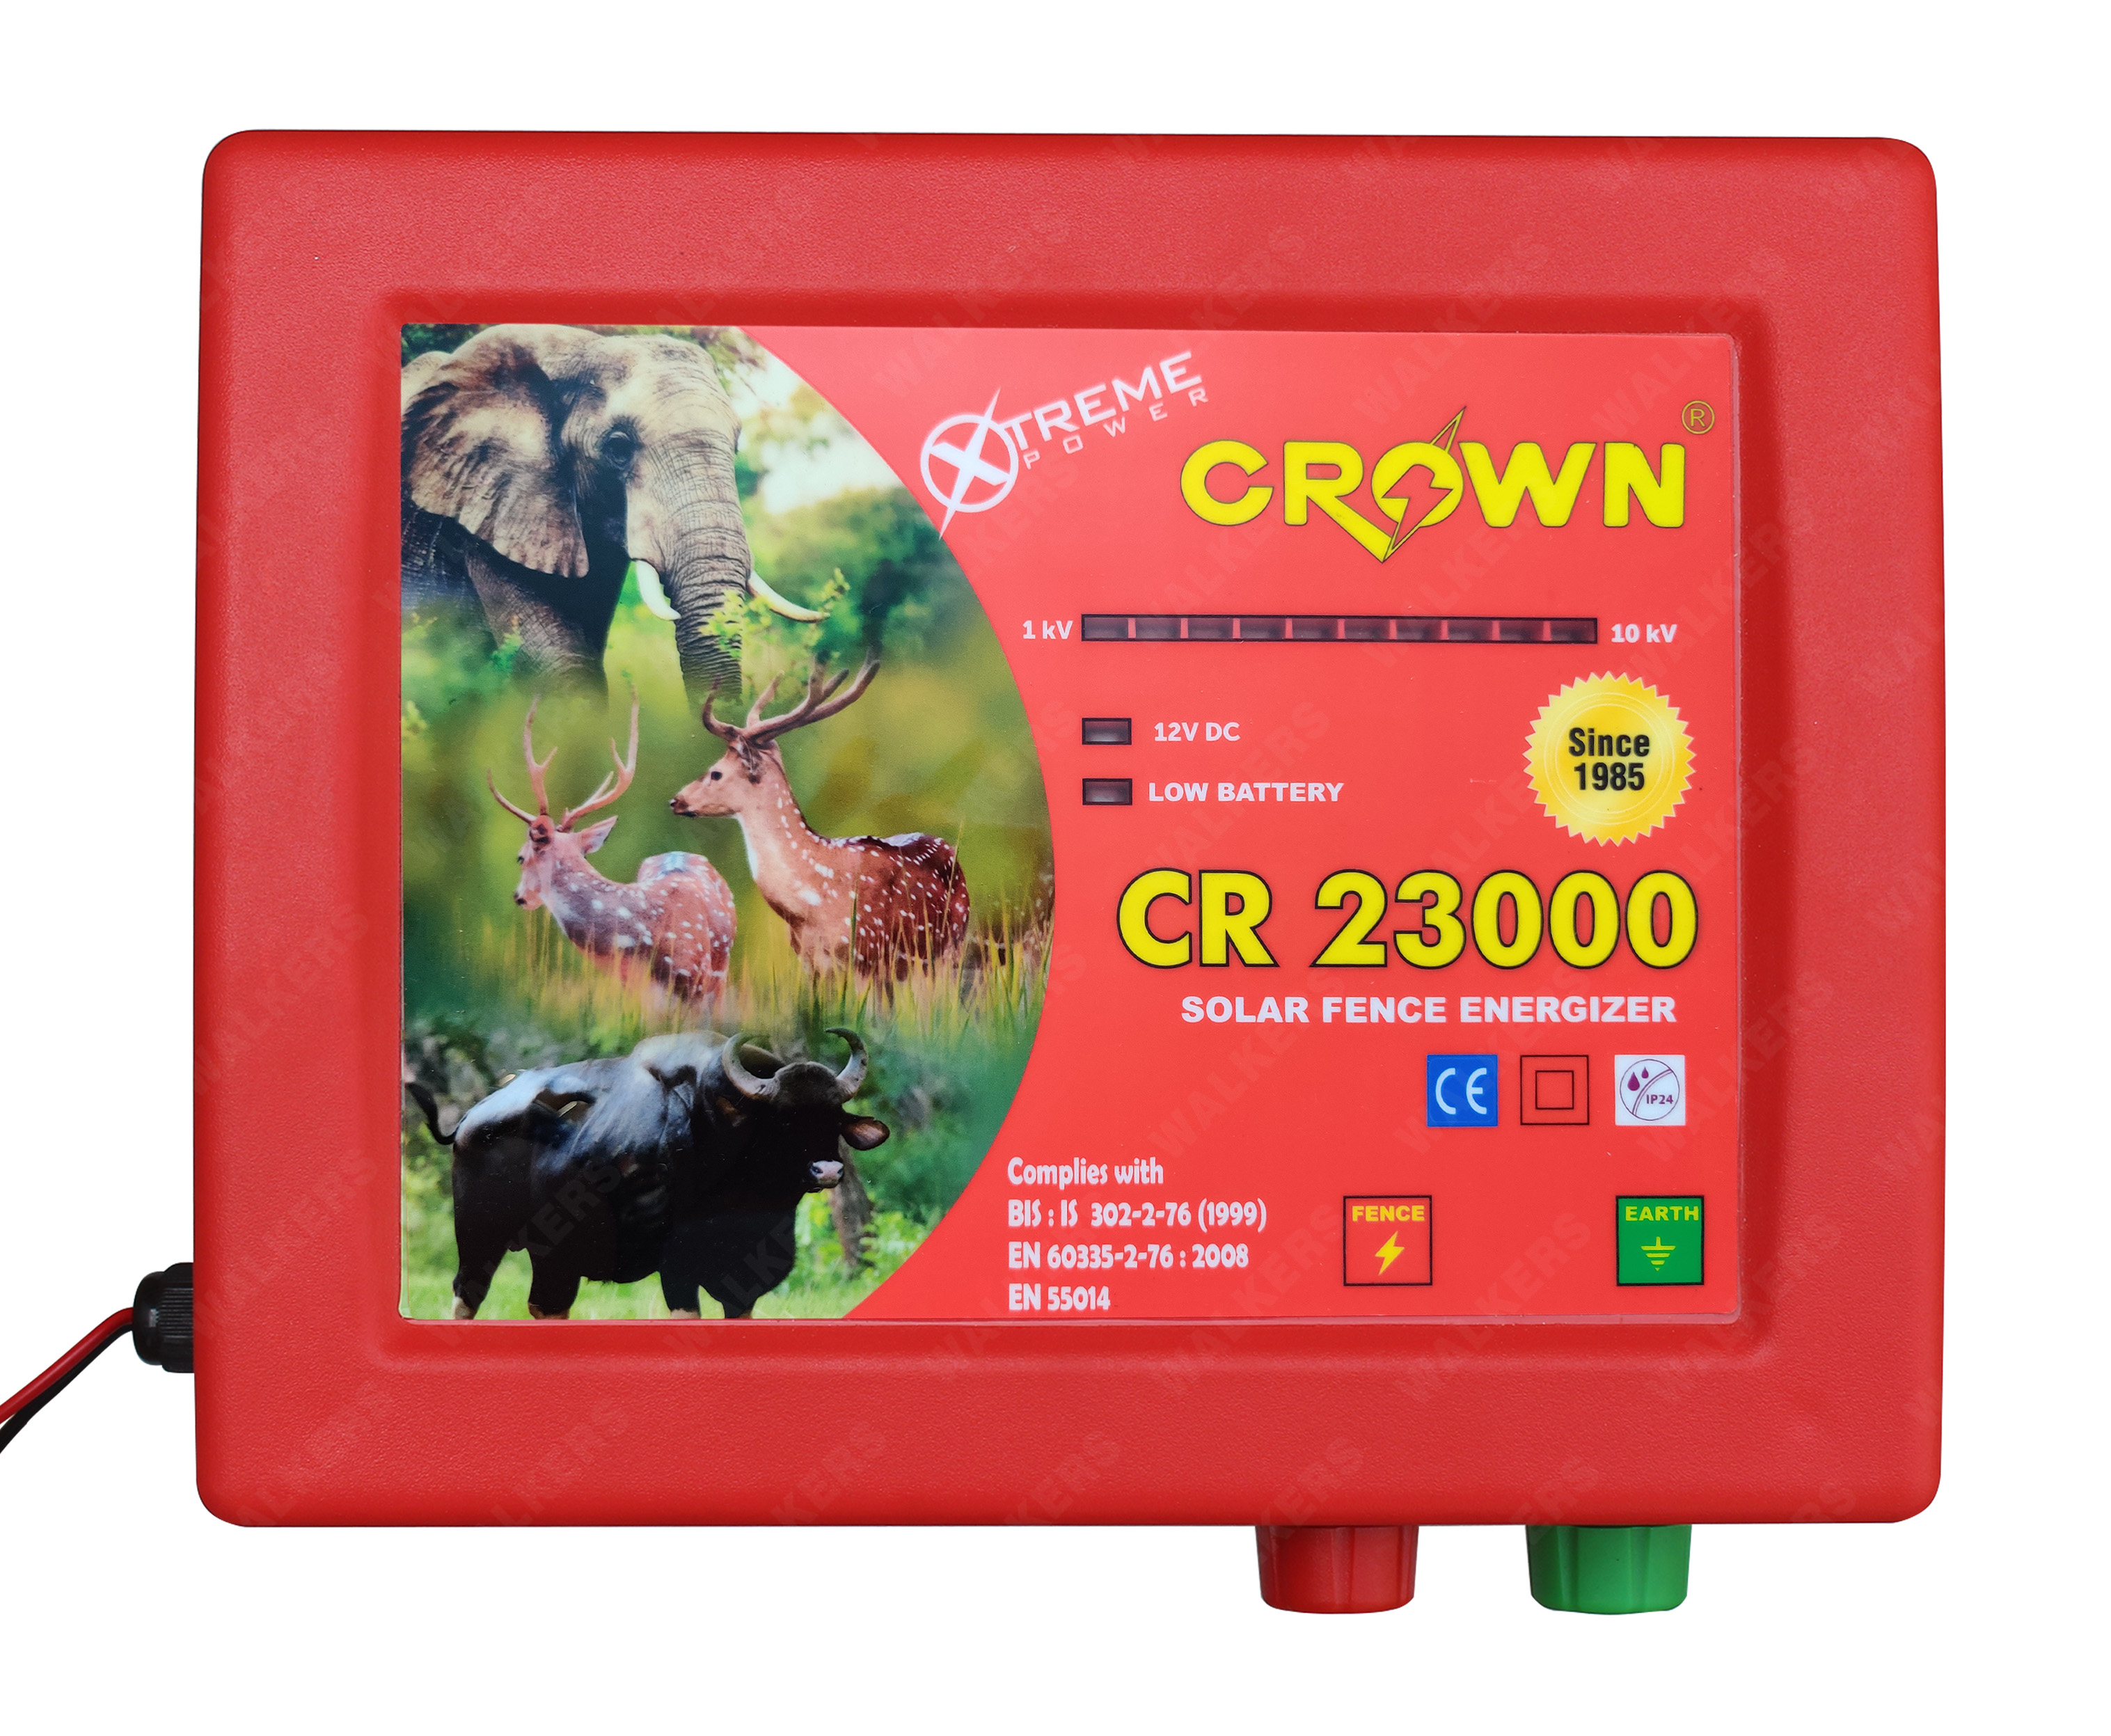 XTREME
POWER
CROWN®
1 kV
10 kV
12V DC
LOW BATTERY
Since
1985
CR 23000
SOLAR FENCE ENERGIZER
CE
IP24
Complies with
BIS : IS 302-2-76 (1999)
EN 60335-2-76 : 2008
EN 55014
FENCE
EARTH
WALKERS